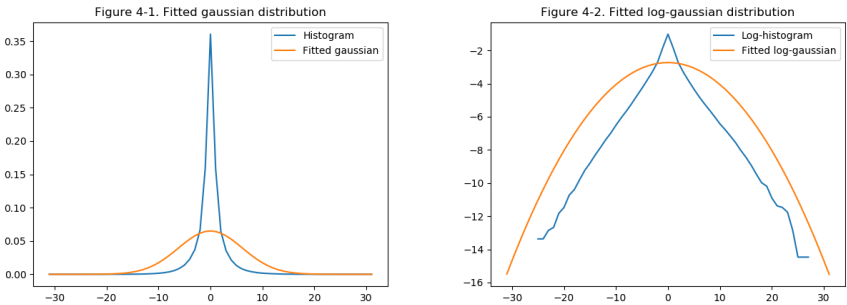 Figure 4-1. Fitted gaussian distribution
Histogram
Fitted gaussian
0.35
0.30
0.25
0.20
0.15
0.10
0.05
0.00
−30 −20 −10 0 10 20 30
Figure 4-2. Fitted log-gaussian distribution
Log-histogram
Fitted log-gaussian
−2
−4
−6
−8
−10
−12
−14
−16
−30 −20 −10 0 10 20 30